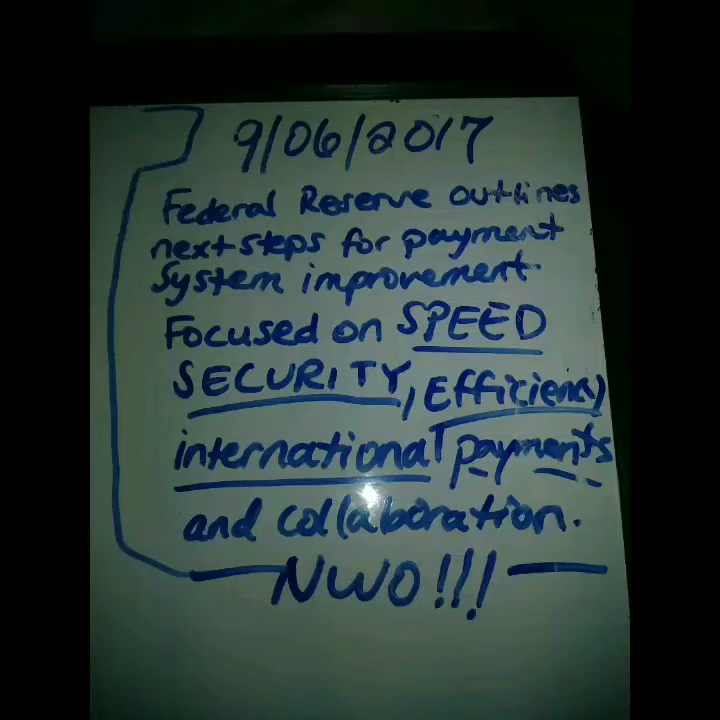 9/06/2017
Federal Reserve outlines
next steps for payment
System improvement
Focused on SPEED
SECURITY, Efficiency
international payments
and collaboration.
NWO!!!